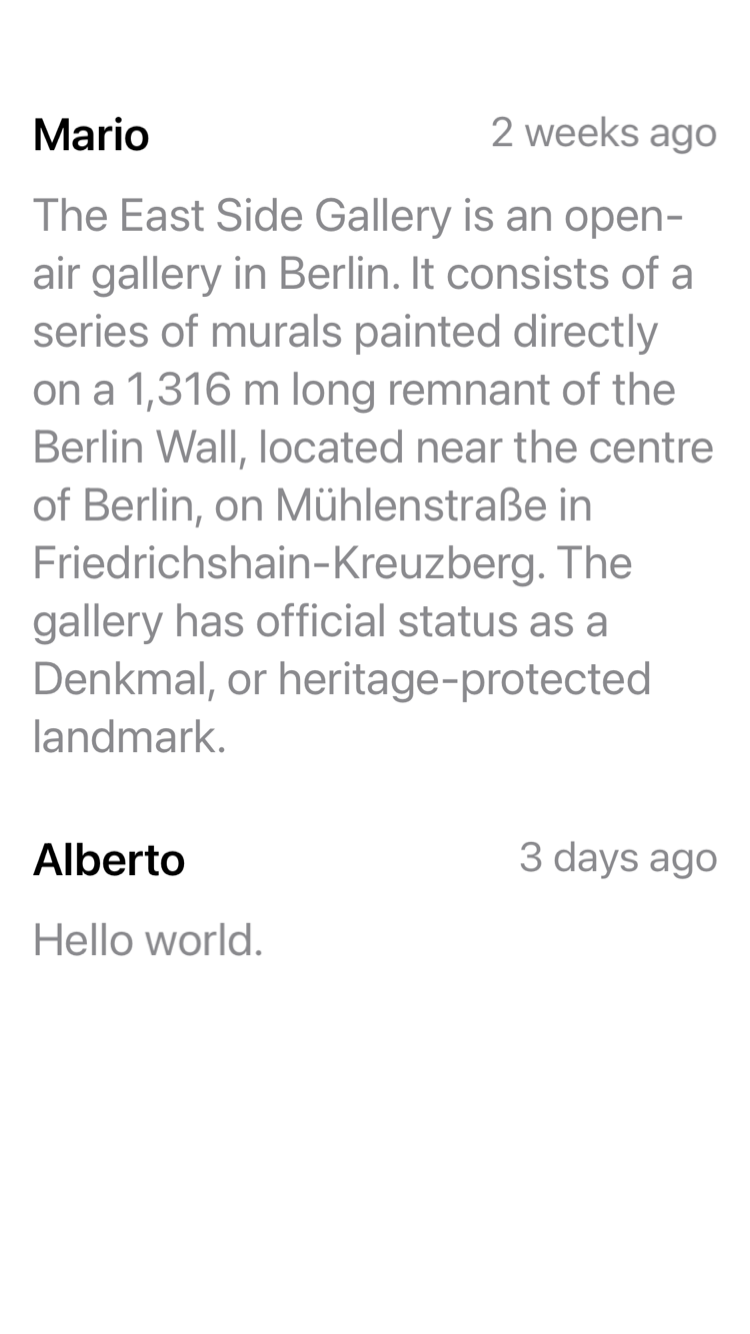 Mario 2 weeks ago
The East Side Gallery is an open-
air gallery in Berlin. It consists of a
series of murals painted directly
on a 1,316 m long remnant of the
Berlin Wall, located near the centre
of Berlin, on Mühlenstraße in
Friedrichshain-Kreuzberg. The
gallery has official status as a
Denkmal, or heritage-protected
landmark.
Alberto 3 days ago
Hello world.